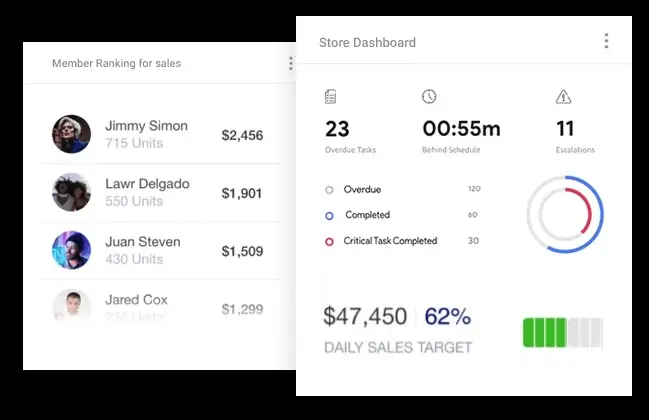 Member Ranking for sales
Jimmy Simon
715 Units
$2,456
Lawr Delgado
550 Units
$1,901
Juan Steven
430 Units
$1,509
Jared Cox
Units
$1,299
Store Dashboard
23
Overdue Tasks
00:55m
Behind Schedule
11
Escalations
Overdue 120
Completed 60
Critical Task Completed 30
$47,450 62%
DAILY SALES TARGET